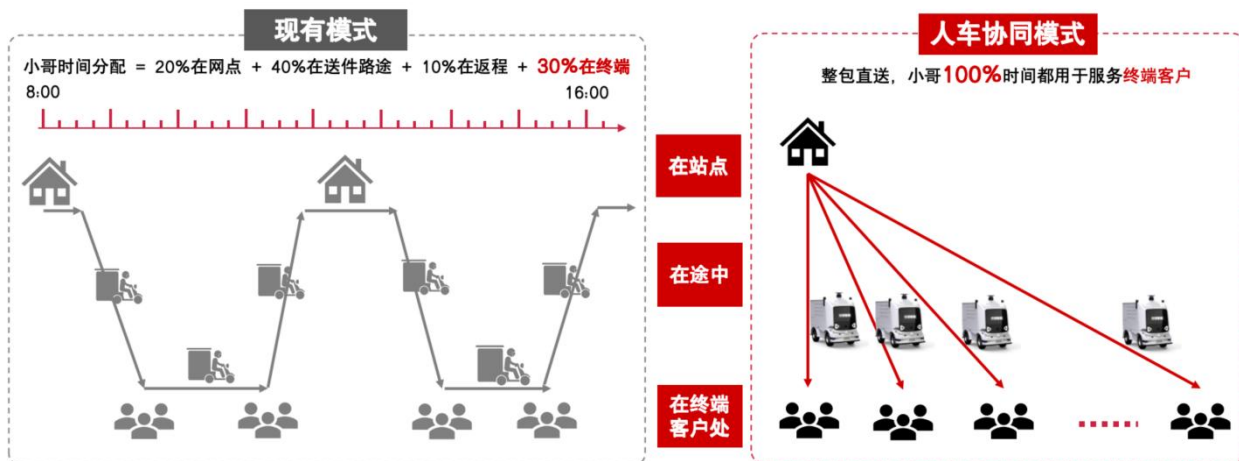 现有模式
小哥时间分配 = 20%在网点 + 40%在送件路途 + 10%在返程 + 30%在终端
8:00
16:00
在站点
在途中
在终端
客户处
人车协同模式
整包直送，小哥100%时间都用于服务终端客户